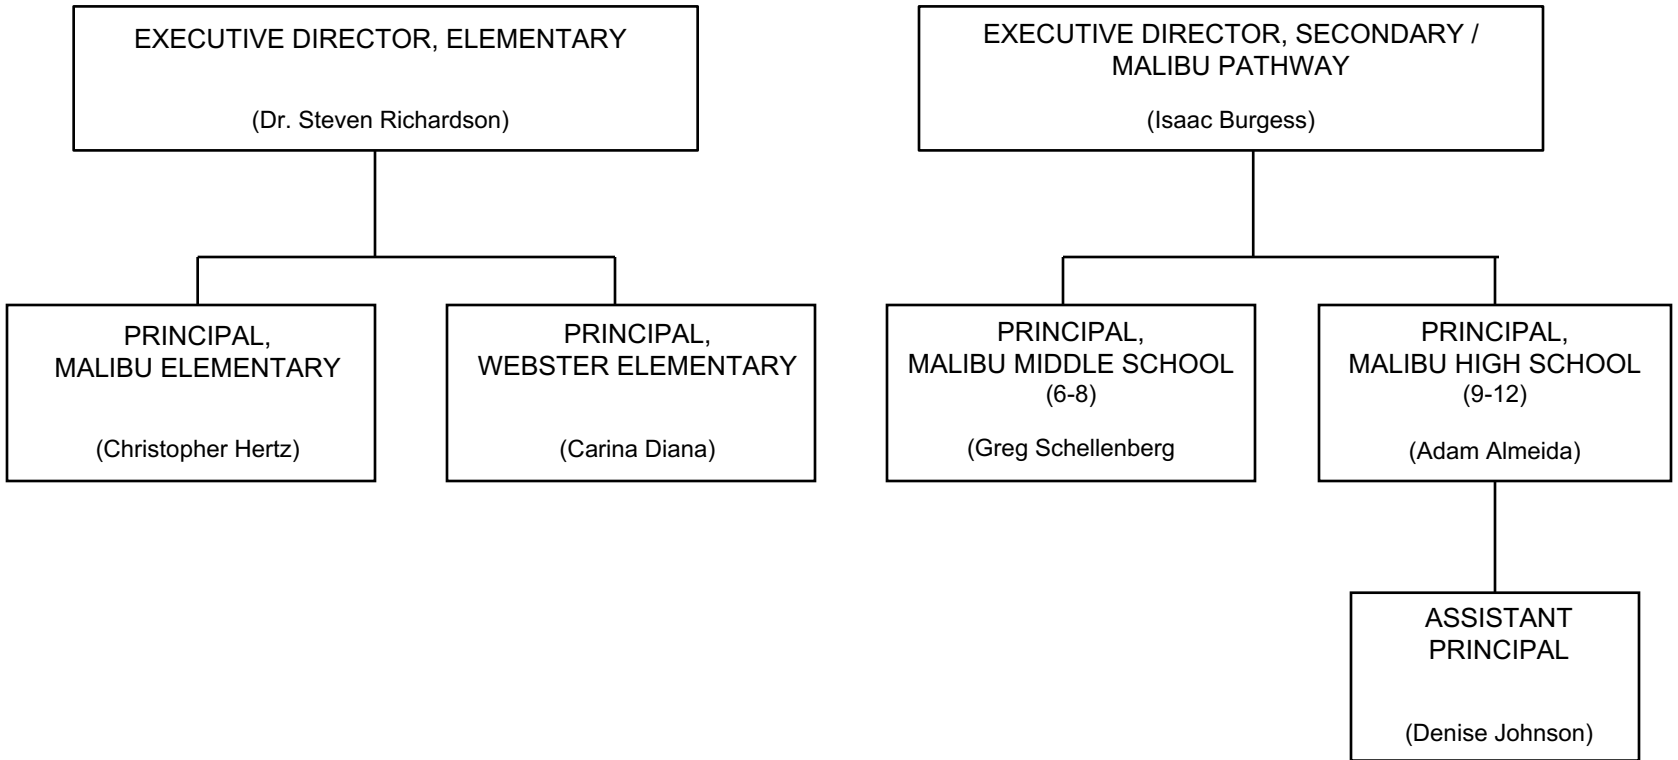 EXECUTIVE DIRECTOR, ELEMENTARY
(Dr. Steven Richardson)
EXECUTIVE DIRECTOR, SECONDARY /
MALIBU PATHWAY
(Isaac Burgess)
PRINCIPAL,
MALIBU ELEMENTARY
(Christopher Hertz)
PRINCIPAL,
WEBSTER ELEMENTARY
(Carina Diana)
PRINCIPAL,
MALIBU MIDDLE SCHOOL
(6-8)
(Greg Schellenberg
PRINCIPAL,
MALIBU HIGH SCHOOL
(9-12)
(Adam Almeida)
ASSISTANT
PRINCIPAL
(Denise Johnson)